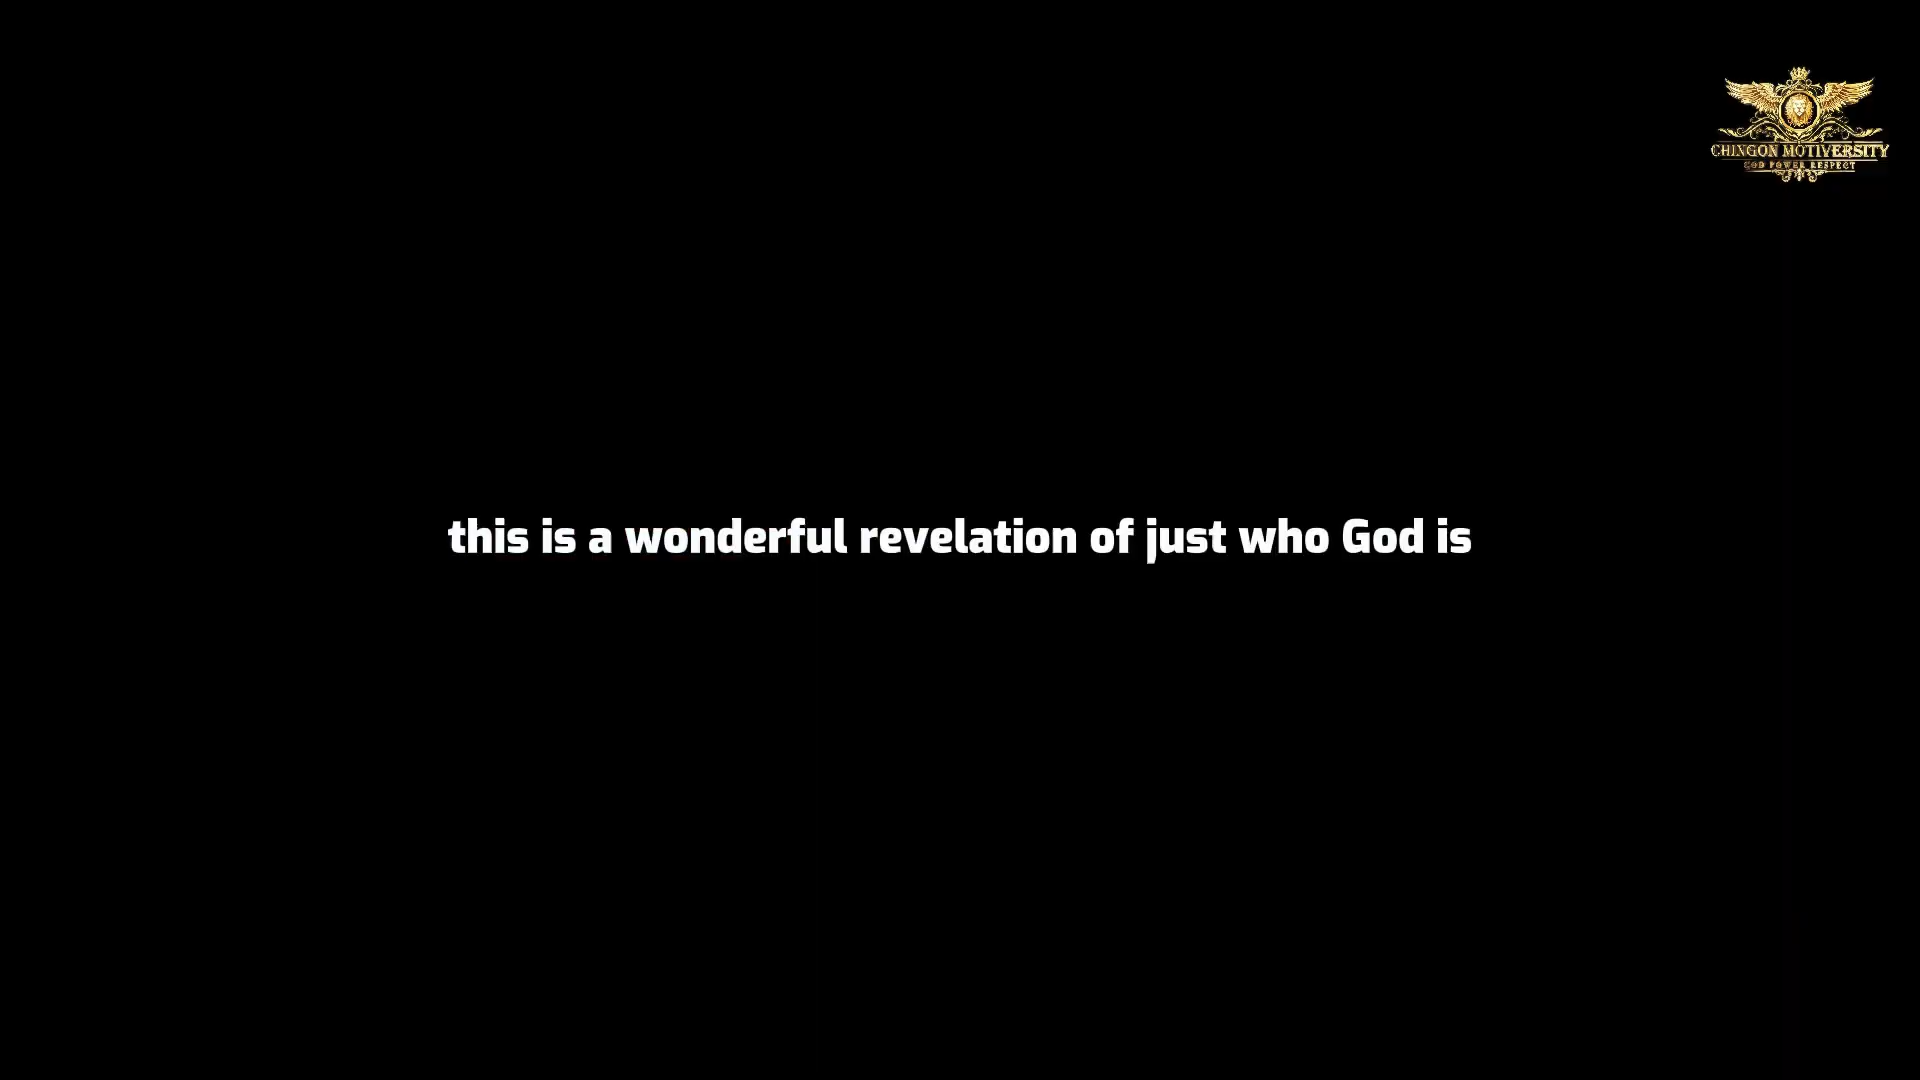 CHINGON MOTIVERSITY
GOD POWER RESPECT
this is a wonderful revelation of just who God is